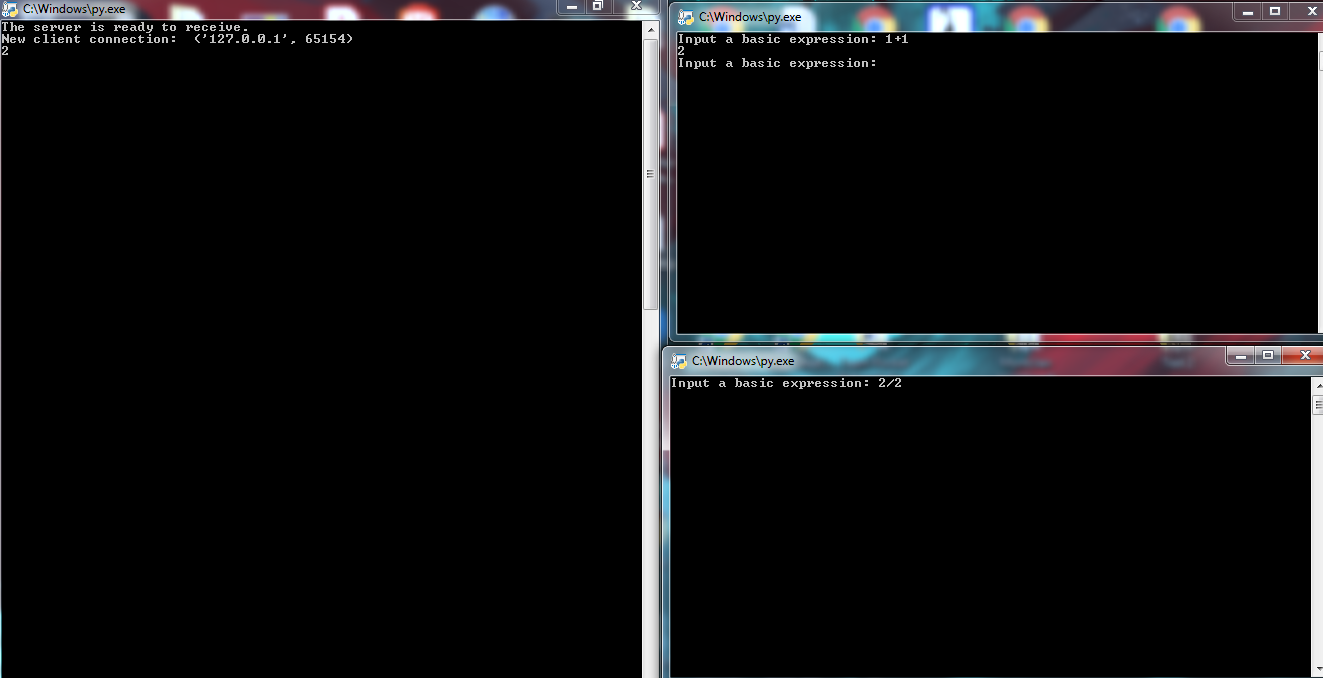 C:\Windows\py.exe
The server is ready to receive.
New client connection:  ('127.0.0.1', 65154)
2
C:\Windows\py.exe
Input a basic expression: 1+1
2
Input a basic expression:
C:\Windows\py.exe
Input a basic expression: 2/2